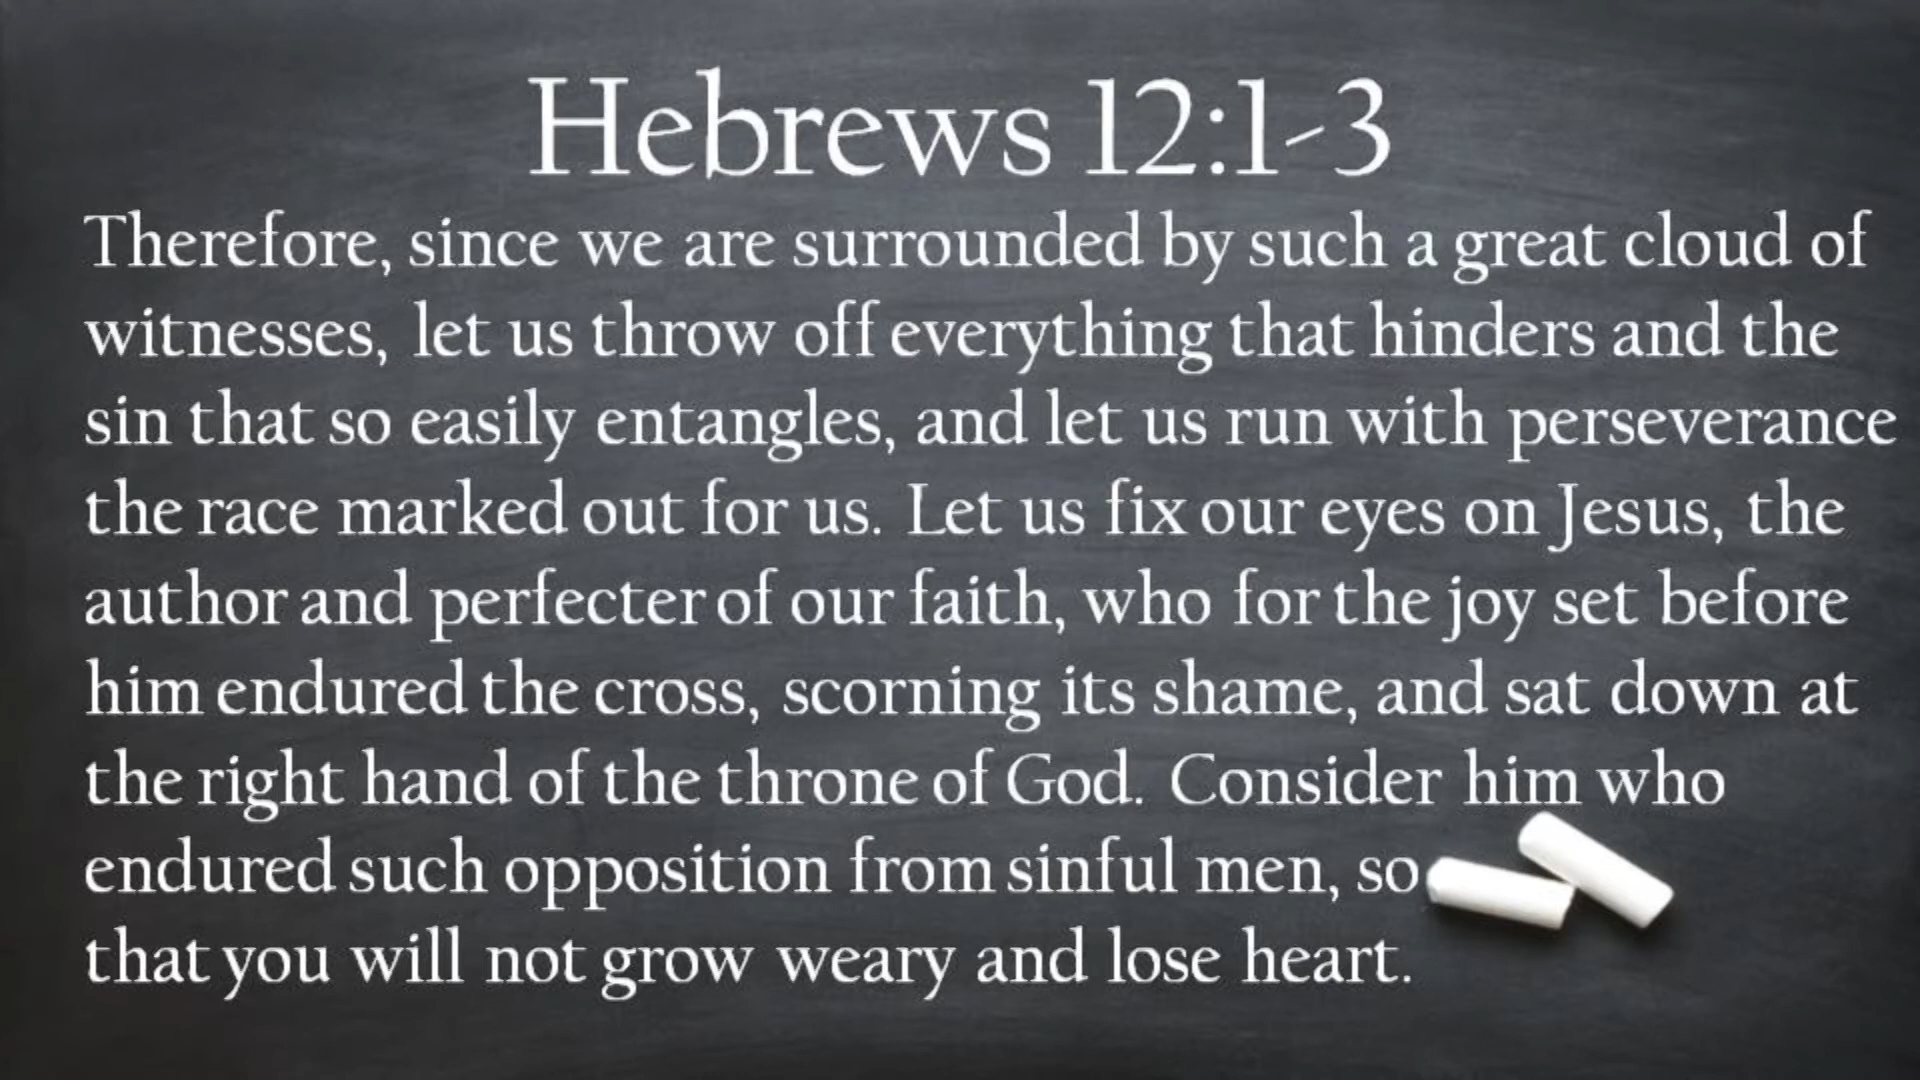 Hebrews 12:1-3
Therefore, since we are surrounded by such a great cloud of
witnesses, let us throw off everything that hinders and the
sin that so easily entangles, and let us run with perseverance
the race marked out for us. Let us fix our eyes on Jesus, the
author and perfecter of our faith, who for the joy set before
him endured the cross, scorning its shame, and sat down at
the right hand of the throne of God. Consider him who
endured such opposition from sinful men, so
that you will not grow weary and lose heart.